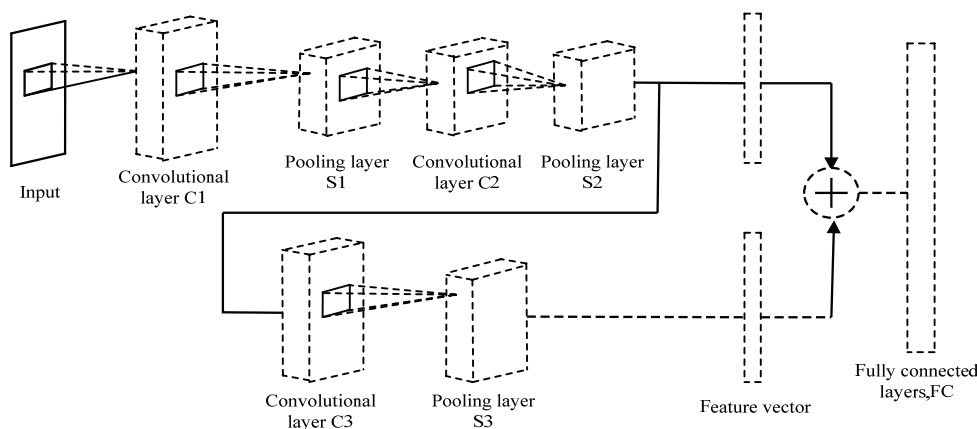 Input
Convolutional
layer C1
Pooling layer
S1
Convolutional
layer C2
Pooling layer
S2
Convolutional
layer C3
Pooling layer
S3
Feature vector
Fully connected
layers,FC